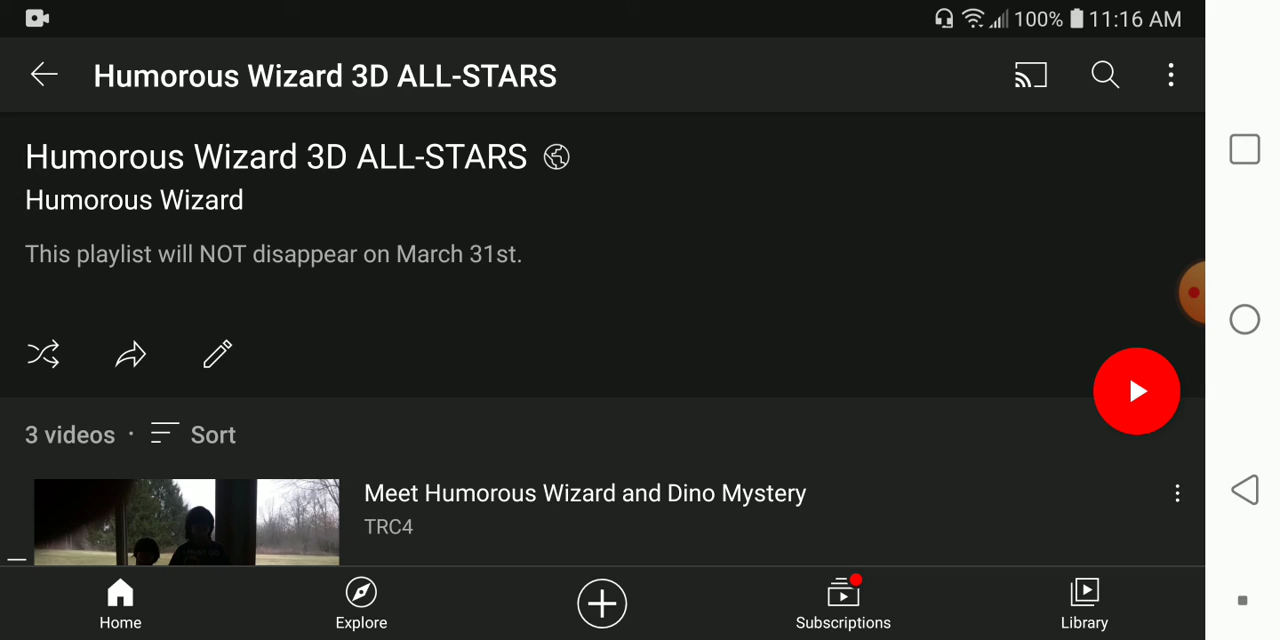 100% 11:16 AM
Humorous Wizard 3D ALL-STARS
Humorous Wizard 3D ALL-STARS
Humorous Wizard
This playlist will NOT disappear on March 31st.
3 videos · Sort
Meet Humorous Wizard and Dino Mystery
TRC4
Home Explore Subscriptions Library